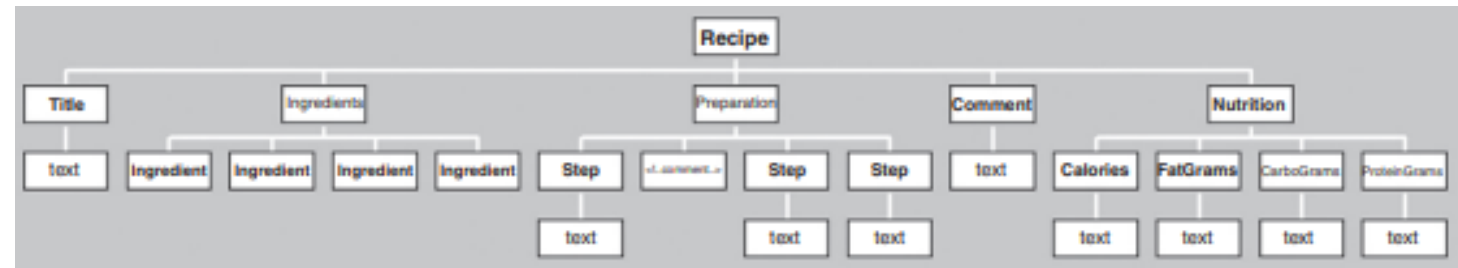 Recipe
Title Ingredients Preparation Comment Nutrition
text Ingredient Ingredient Ingredient Ingredient Step <!..comment..> Step Step text Calories FatGrams CarboGrams ProteinGrams
text text text text text text text